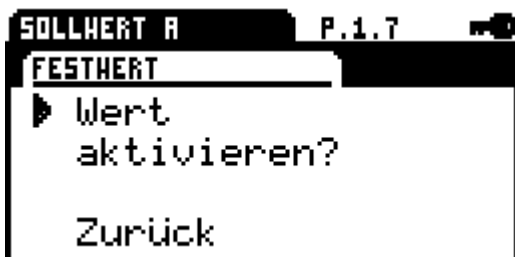 SOLLWERT A P.1.7
FESTWERT
Wert
aktivieren?
Zurück